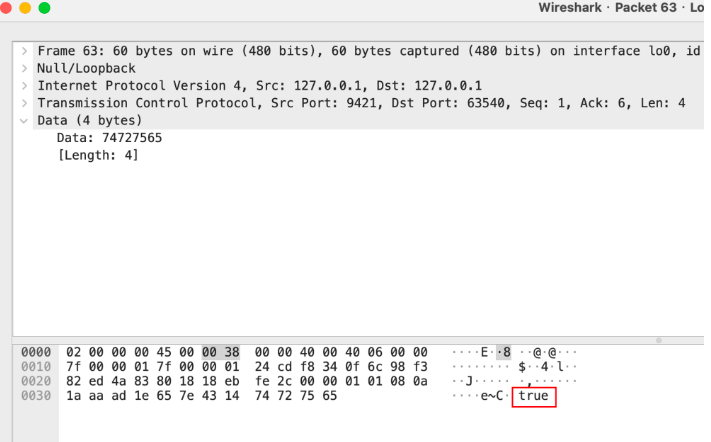 Wireshark · Packet 63 · Lo
> Frame 63: 60 bytes on wire (480 bits), 60 bytes captured (480 bits) on interface lo0, id
> Null/Loopback
> Internet Protocol Version 4, Src: 127.0.0.1, Dst: 127.0.0.1
> Transmission Control Protocol, Src Port: 9421, Dst Port: 63540, Seq: 1, Ack: 6, Len: 4
Data (4 bytes)
Data: 74727565
[Length: 4]
0000 02 00 00 00 45 00 00 38 00 00 40 00 40 06 00 00 ····E··8 ··@·@···
0010 7f 00 00 01 7f 00 00 01 24 cd f8 34 0f 6c 98 f3 ········ $··4·l··
0020 82 ed 4a 83 80 18 18 eb fe 2c 00 00 01 01 08 0a ··J····· ·,······
0030 1a aa ad 1e 65 7e 43 14 74 72 75 65 ····e~C· true